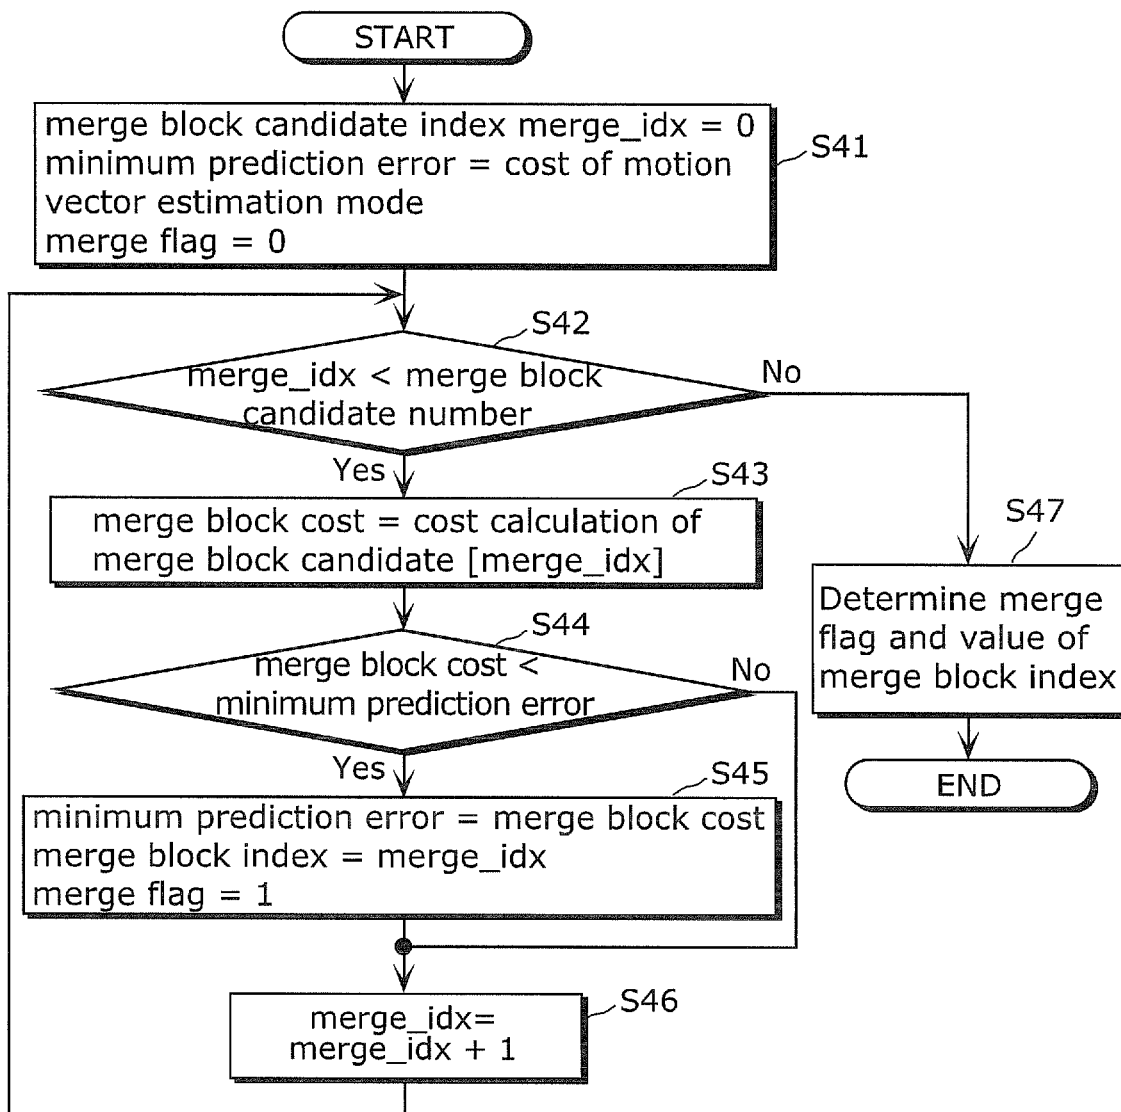 START
merge block candidate index merge_idx = 0
minimum prediction error = cost of motion
vector estimation mode
merge flag = 0
S41
S42
merge_idx < merge block
candidate number
No
Yes
S43
merge block cost = cost calculation of
merge block candidate [merge_idx]
S47
Determine merge
flag and value of
merge block index
S44
merge block cost <
minimum prediction error
No
Yes
END
S45
minimum prediction error = merge block cost
merge block index = merge_idx
merge flag = 1
S46
merge_idx=
merge_idx + 1